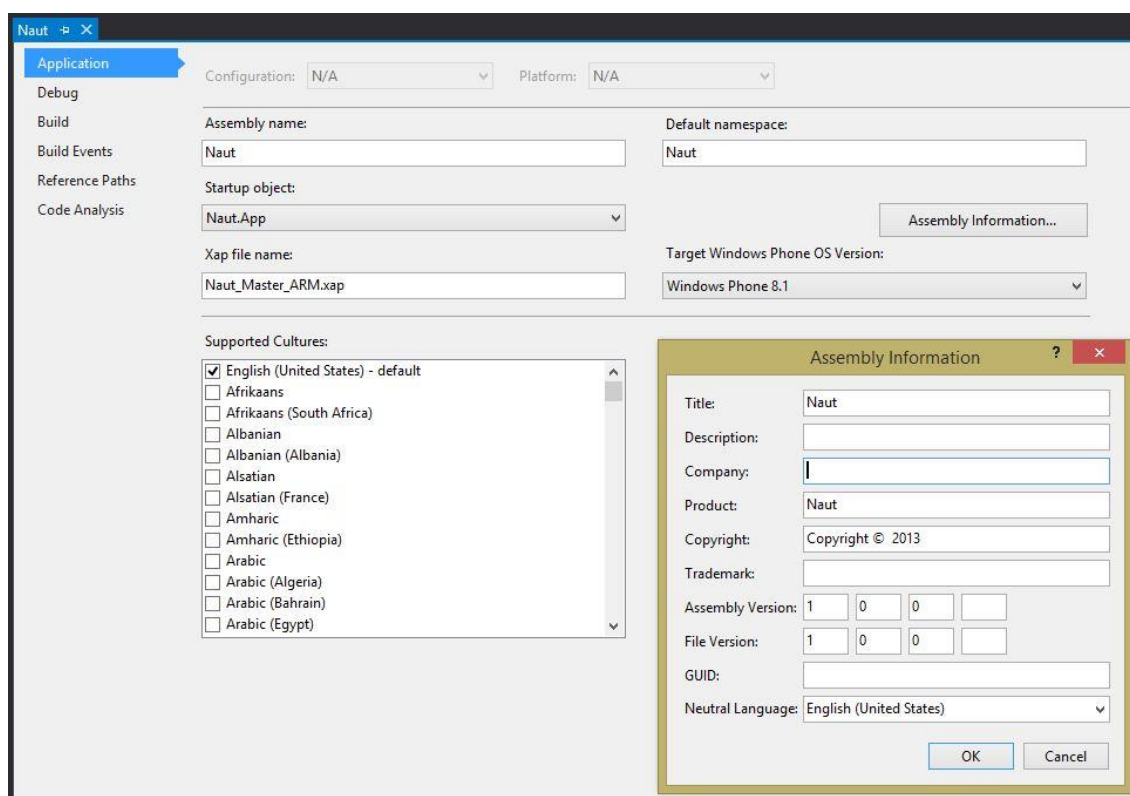 Naut
Application
Debug
Build
Build Events
Reference Paths
Code Analysis
Configuration: N/A Platform: N/A
Assembly name: Default namespace:
Naut Naut
Startup object:
Naut.App Assembly Information...
Xap file name: Target Windows Phone OS Version:
Naut_Master_ARM.xap Windows Phone 8.1
Supported Cultures:
English (United States) - default
Afrikaans
Afrikaans (South Africa)
Albanian
Albanian (Albania)
Alsatian
Alsatian (France)
Amharic
Amharic (Ethiopia)
Arabic
Arabic (Algeria)
Arabic (Bahrain)
Arabic (Egypt)
Assembly Information ?
Title: Naut
Description:
Company:
Product: Naut
Copyright: Copyright © 2013
Trademark:
Assembly Version: 1 0 0
File Version: 1 0 0
GUID:
Neutral Language: English (United States)
OK Cancel